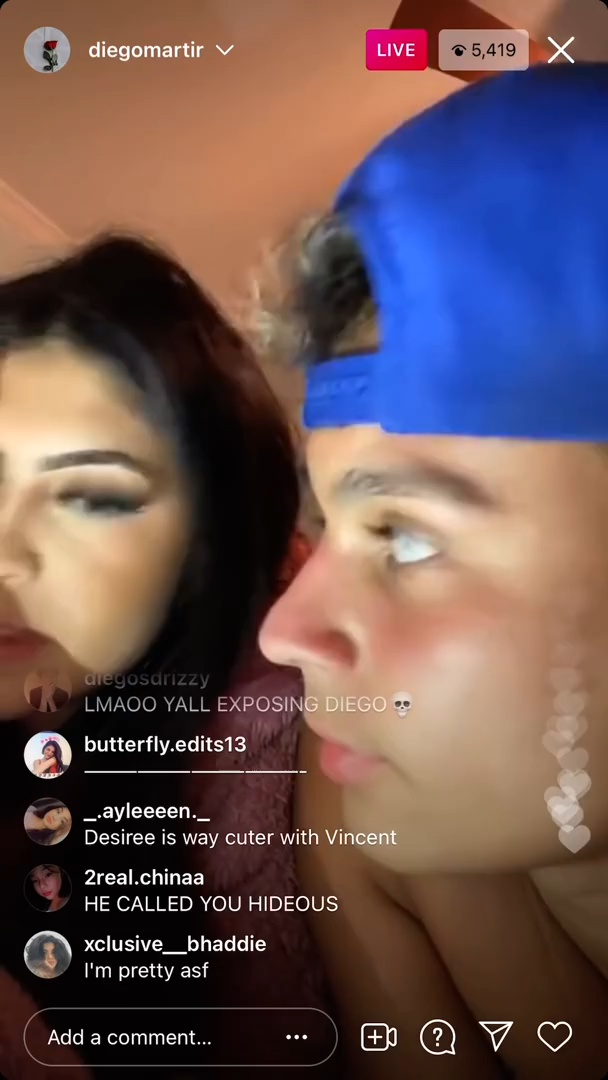 diegomartir
LIVE
5,419
diegosdrizzy
LMAOO YALL EXPOSING DIEGO💀
butterfly.edits13
————————————-
_.ayleeeen._
Desiree is way cuter with Vincent
2real.chinaa
HE CALLED YOU HIDEOUS
xclusive__bhaddie
I'm pretty asf
Add a comment...